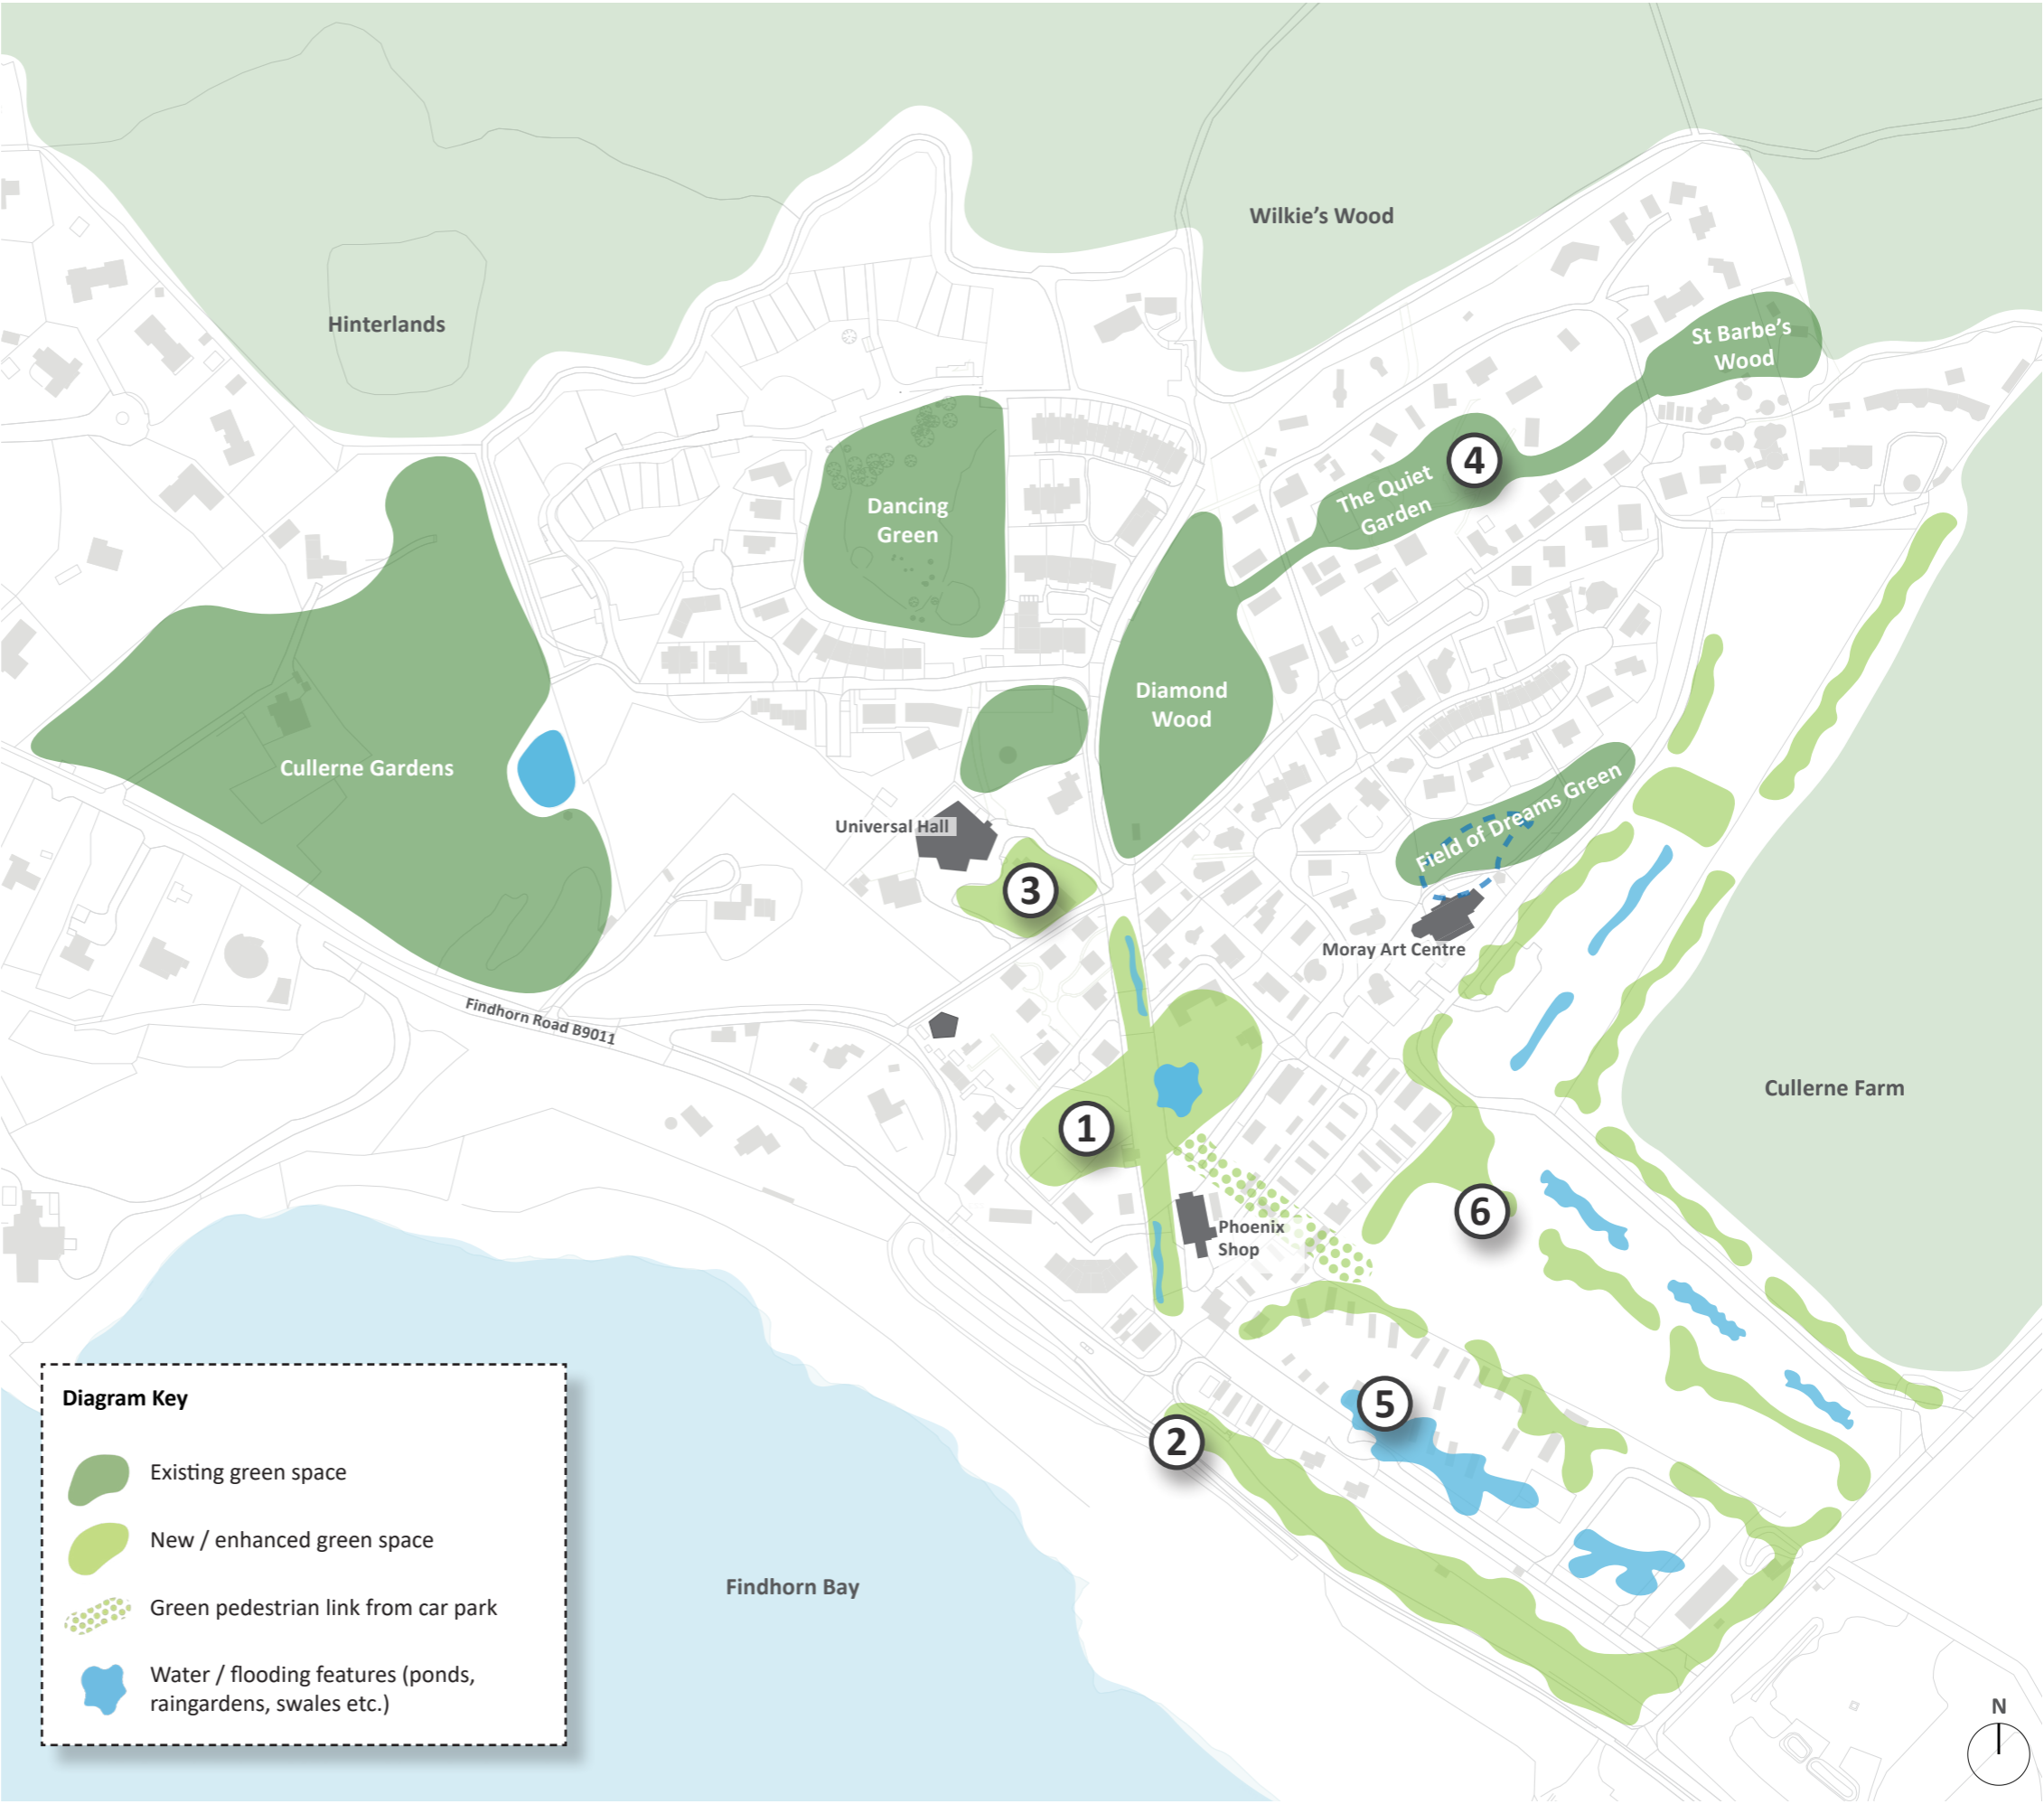 Wilkie's Wood
Hinterlands
St Barbe's
Wood
4
The Quiet
Garden
Dancing
Green
Diamond
Wood
Cullerne Gardens
Field of Dreams Green
Universal Hall
3
Moray Art Centre
Findhorn Road B9011
Cullerne Farm
1
6
Phoenix
Shop
5
2
Diagram Key
Existing green space
New / enhanced green space
Green pedestrian link from car park
Water / flooding features (ponds,
raingardens, swales etc.)
Findhorn Bay
N